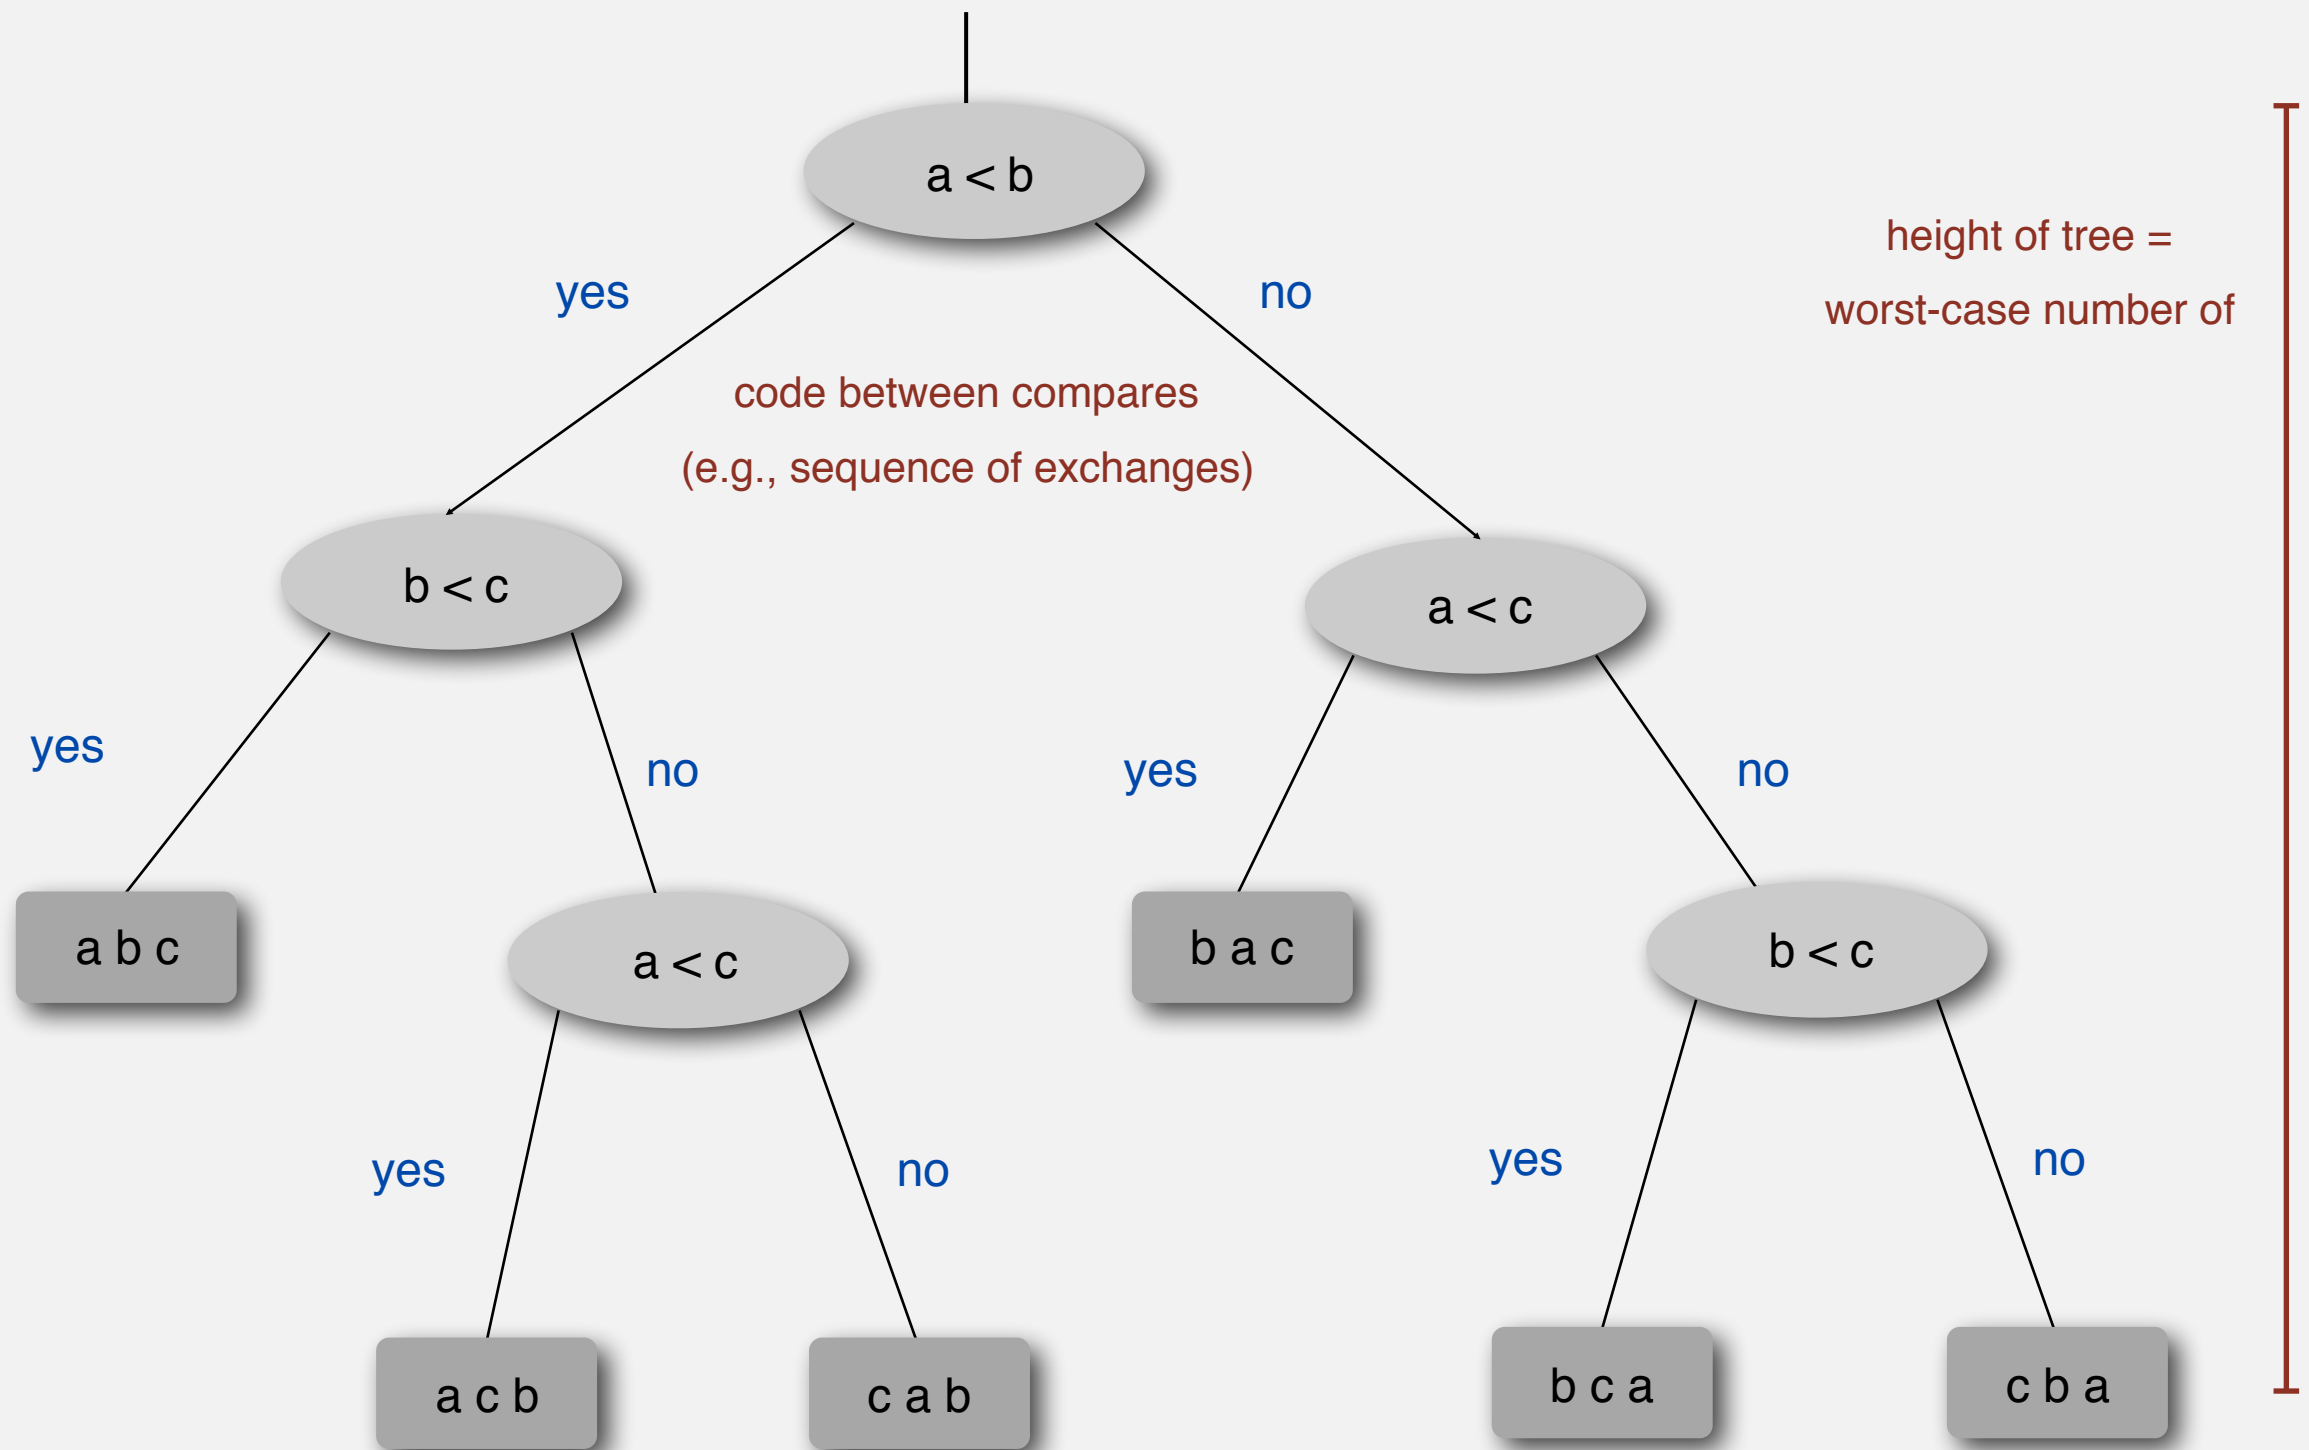 a < b
height of tree =
worst-case number of
yes
no
code between compares
(e.g., sequence of exchanges)
b < c
a < c
yes
no
yes
no
a b c
a < c
b a c
b < c
yes
no
yes
no
a c b
c a b
b c a
c b a